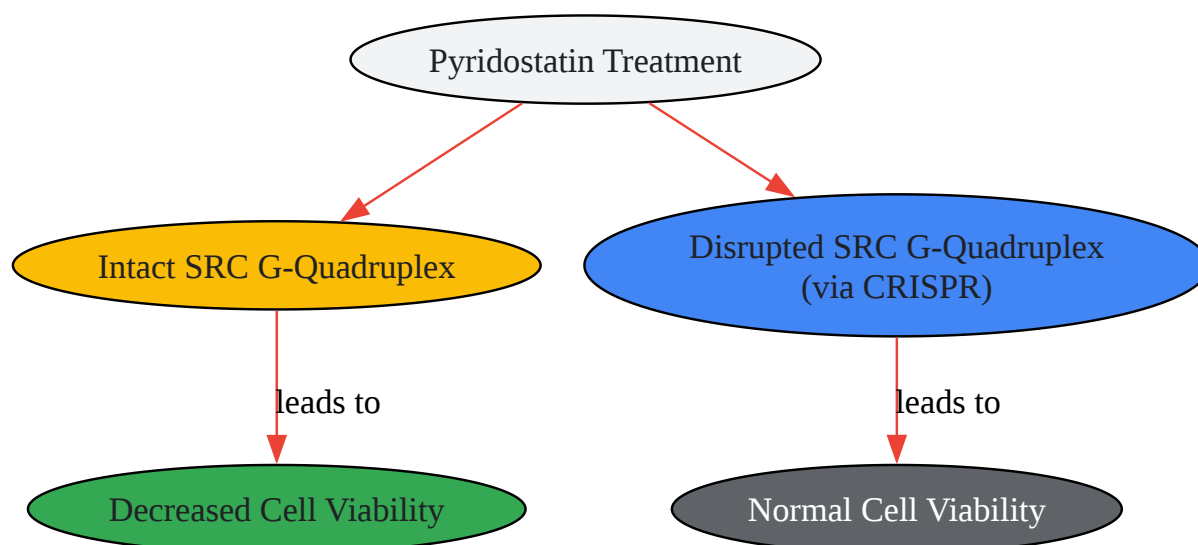 Pyridostatin Treatment
Intact SRC G-Quadruplex
Disrupted SRC G-Quadruplex
(via CRISPR)
leads to
leads to
Decreased Cell Viability
Normal Cell Viability